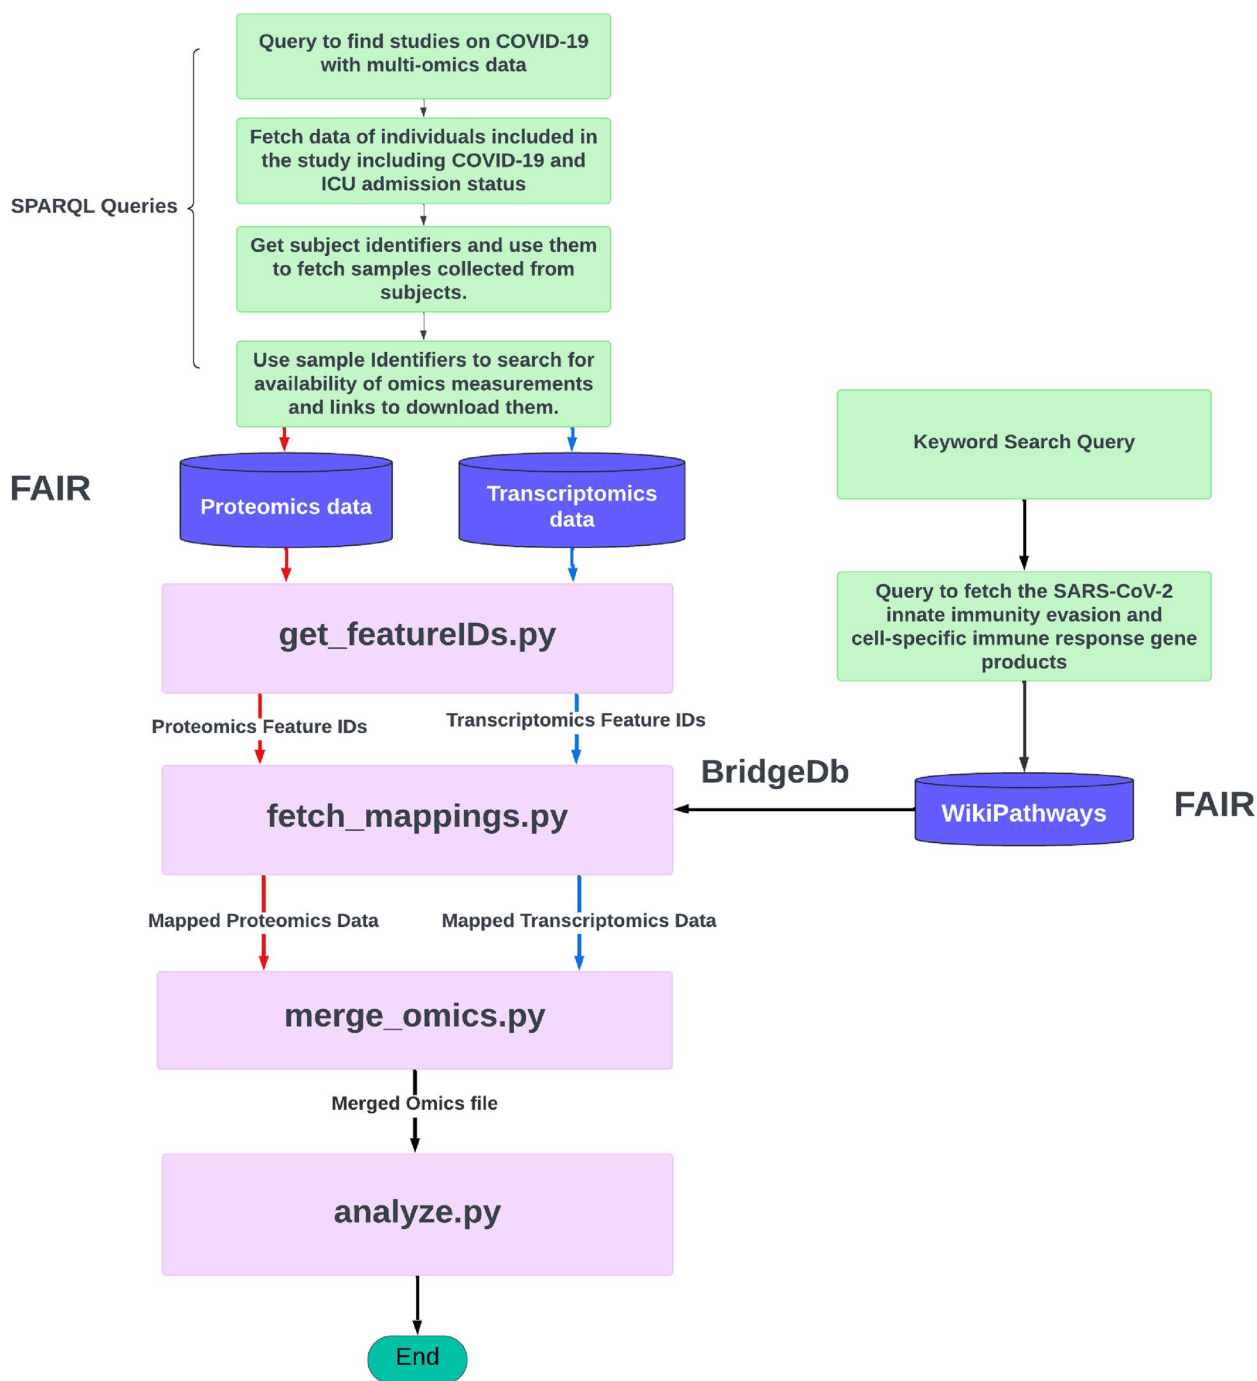 Query to find studies on COVID-19
with multi-omics data
Fetch data of individuals included in
the study including COVID-19 and
ICU admission status
SPARQL Queries
Get subject identifiers and use them
to fetch samples collected from
subjects.
Use sample Identifiers to search for
availability of omics measurements
and links to download them.
FAIR
Proteomics data
Transcriptomics
data
Keyword Search Query
Query to fetch the SARS-CoV-2
innate immunity evasion and
cell-specific immune response gene
products
get_featureIDs.py
Proteomics Feature IDs
Transcriptomics Feature IDs
BridgeDb
WikiPathways
FAIR
fetch_mappings.py
Mapped Proteomics Data
Mapped Transcriptomics Data
merge_omics.py
Merged Omics file
analyze.py
End